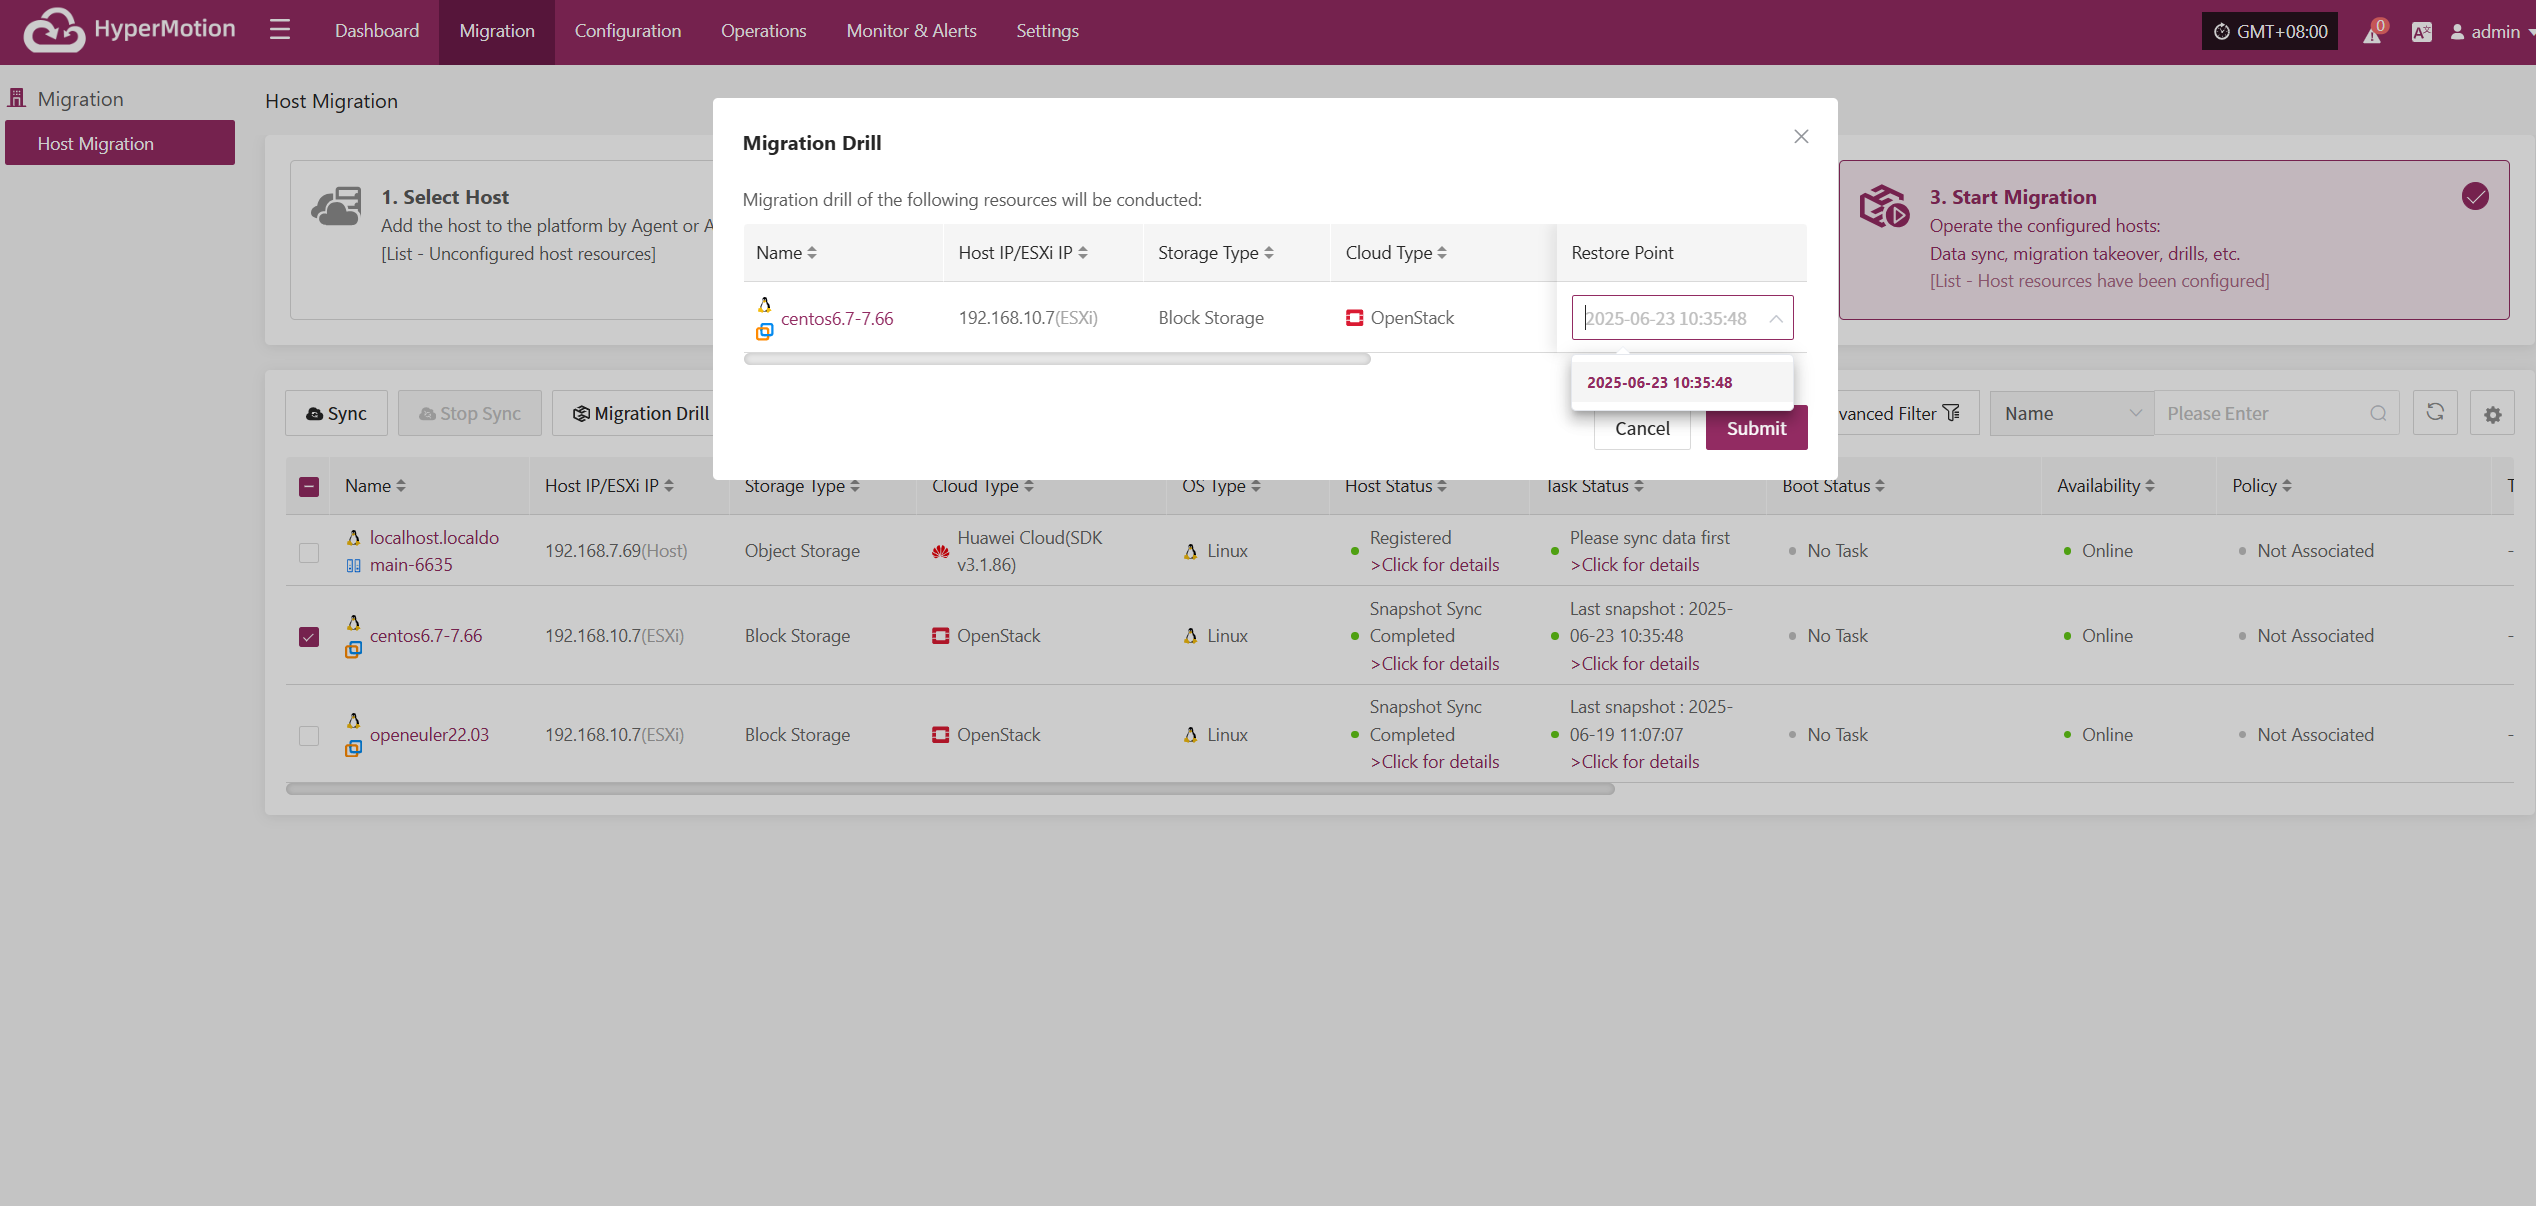 HyperMotion
Dashboard
Migration
Configuration
Operations
Monitor & Alerts
Settings
GMT+08:00
0
admin
Migration
Host Migration
Host Migration
1. Select Host
Add the host to the platform by Agent or A
[List - Unconfigured host resources]
3. Start Migration
Operate the configured hosts:
Data sync, migration takeover, drills, etc.
[List - Host resources have been configured]
Migration Drill
Migration drill of the following resources will be conducted:
Name Host IP/ESXi IP Storage Type Cloud Type Restore Point
centos6.7-7.66 192.168.10.7(ESXi) Block Storage OpenStack 2025-06-23 10:35:48
2025-06-23 10:35:48
Cancel Submit
Sync Stop Sync Migration Drill vanced Filter Name Please Enter
Name Host IP/ESXi IP Storage Type Cloud Type OS Type Host Status Task Status Boot Status Availability Policy T
localhost.localdo
main-6635
192.168.7.69(Host)
Object Storage
Huawei Cloud(SDK
v3.1.86)
Linux
Registered
>Click for details
Please sync data first
>Click for details
No Task
Online
Not Associated
-
centos6.7-7.66
192.168.10.7(ESXi)
Block Storage
OpenStack
Linux
Snapshot Sync
Completed
>Click for details
Last snapshot : 2025-
06-23 10:35:48
>Click for details
No Task
Online
Not Associated
-
openeuler22.03
192.168.10.7(ESXi)
Block Storage
OpenStack
Linux
Snapshot Sync
Completed
>Click for details
Last snapshot : 2025-
06-19 11:07:07
>Click for details
No Task
Online
Not Associated
-